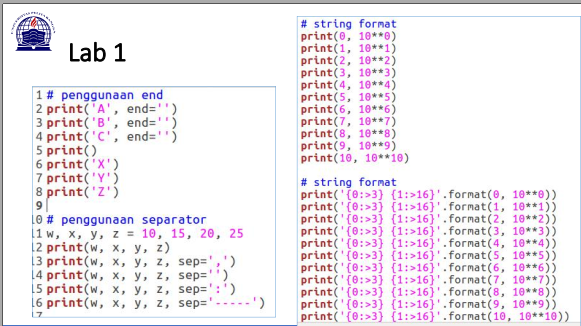 Lab 1
1 # penggunaan end
2 print('A', end='')
3 print('B', end='')
4 print('C', end='')
5 print()
6 print('X')
7 print('Y')
8 print('Z')
9
10 # penggunaan separator
11 w, x, y, z = 10, 15, 20, 25
12 print(w, x, y, z)
13 print(w, x, y, z, sep=',')
14 print(w, x, y, z, sep='')
15 print(w, x, y, z, sep=':')
16 print(w, x, y, z, sep='-----')
17
# string format
print(0, 10**0)
print(1, 10**1)
print(2, 10**2)
print(3, 10**3)
print(4, 10**4)
print(5, 10**5)
print(6, 10**6)
print(7, 10**7)
print(8, 10**8)
print(9, 10**9)
print(10, 10**10)
# string format
print('{0:>3} {1:>16}'.format(0, 10**0))
print('{0:>3} {1:>16}'.format(1, 10**1))
print('{0:>3} {1:>16}'.format(2, 10**2))
print('{0:>3} {1:>16}'.format(3, 10**3))
print('{0:>3} {1:>16}'.format(4, 10**4))
print('{0:>3} {1:>16}'.format(5, 10**5))
print('{0:>3} {1:>16}'.format(6, 10**6))
print('{0:>3} {1:>16}'.format(7, 10**7))
print('{0:>3} {1:>16}'.format(8, 10**8))
print('{0:>3} {1:>16}'.format(9, 10**9))
print('{0:>3} {1:>16}'.format(10, 10**10))